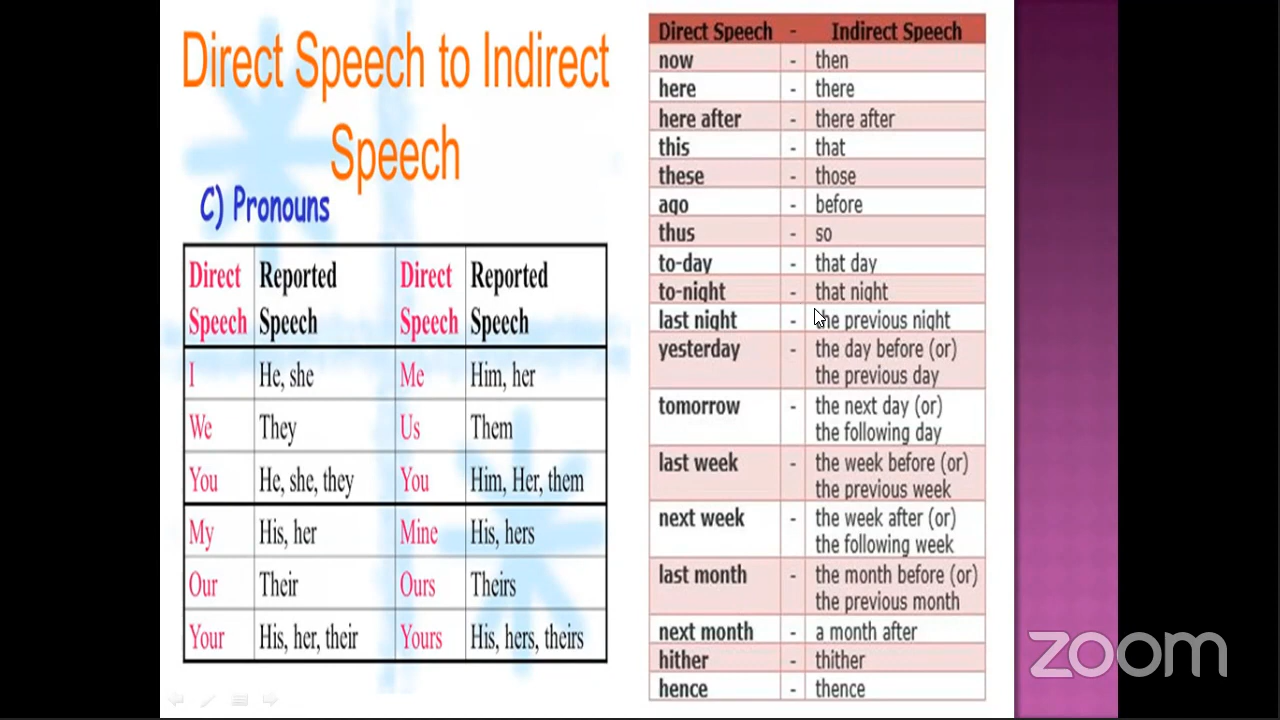 Direct Speech to Indirect
Speech
C) Pronouns
Direct Speech Reported Speech Direct Speech Reported Speech
I He, she Me Him, her
We They Us Them
You He, she, they You Him, Her, them
My His, her Mine His, hers
Our Their Ours Theirs
Your His, her, their Yours His, hers, theirs
Direct Speech - Indirect Speech
now - then
here - there
here after - there after
this - that
these - those
ago - before
thus - so
to-day - that day
to-night - that night
last night - the previous night
yesterday - the day before (or)
the previous day
tomorrow - the next day (or)
the following day
last week - the week before (or)
the previous week
next week - the week after (or)
the following week
last month - the month before (or)
the previous month
next month - a month after
hither - thither
hence - thence
zoom